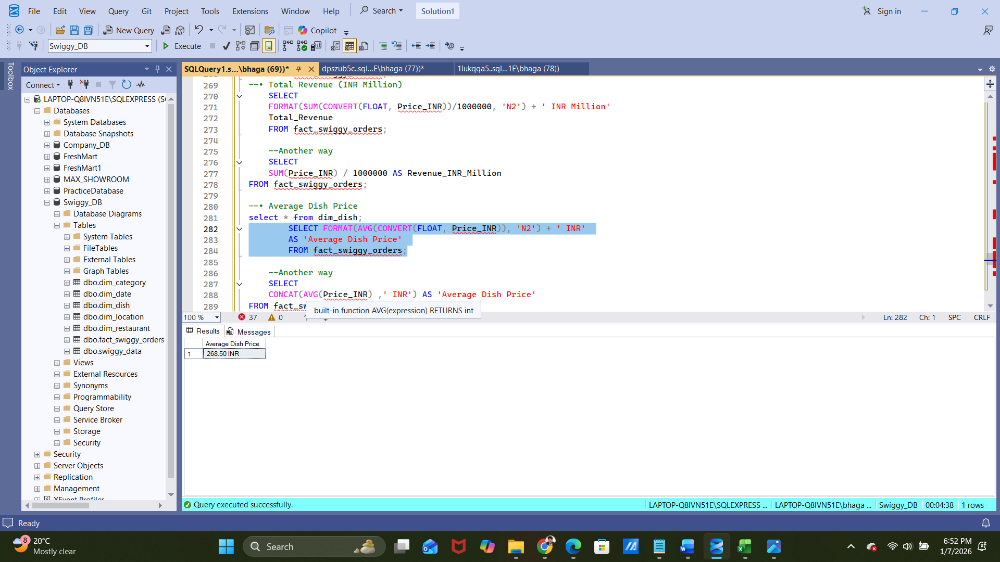 File Edit View Query Git Project Tools Extensions Window Help Search Solution1 Sign in
New Query DAX Copilot
Swiggy_DB Execute
Toolbox
Object Explorer
Connect
LAPTOP-Q8IVN51E\SQLEXPRESS (S
Databases
System Databases
Database Snapshots
Company_DB
FreshMart
FreshMart1
MAX_SHOWROOM
PracticeDatabase
Swiggy_DB
Database Diagrams
Tables
System Tables
FileTables
External Tables
Graph Tables
dbo.dim_category
dbo.dim_date
dbo.dim_dish
dbo.dim_location
dbo.dim_restaurant
dbo.fact_swiggy_orders
dbo.swiggy_data
Views
External Resources
Synonyms
Programmability
Query Store
Service Broker
Storage
Security
Security
Server Objects
Replication
Management
XEvent Profiler
SQLQuery1.s...\bhaga (69))* dpszub5c..sql...E\bhaga (77))* 1lukqqa5..sql...1E\bhaga (78))
269 --• Total Revenue (INR Million)
270 SELECT
271 FORMAT(SUM(CONVERT(FLOAT, Price_INR))/1000000, 'N2') + ' INR Million'
272 Total_Revenue
273 FROM fact_swiggy_orders;
274
275 --Another way
276 SELECT
277 SUM(Price_INR) / 1000000 AS Revenue_INR_Million
278 FROM fact_swiggy_orders;
279
280 --• Average Dish Price
281 select * from dim_dish;
282 SELECT FORMAT(AVG(CONVERT(FLOAT, Price_INR)), 'N2') + ' INR'
283 AS 'Average Dish Price'
284 FROM fact_swiggy_orders;
285
286 --Another way
287 SELECT
288 CONCAT(AVG(Price_INR) ,' INR') AS 'Average Dish Price'
289 FROM fact_s
built-in function AVG(expression) RETURNS int
100 % 37 0 Ln: 282 Ch: 1 SPC CRLF
Results Messages
Average Dish Price
1 268.50 INR
Query executed successfully. LAPTOP-Q8IVN51E\SQLEXPRESS ... LAPTOP-Q8IVN51E\bhaga ... Swiggy_DB 00:04:38 1 rows
Ready
8
20°C
Mostly clear
Search
6:52 PM
1/7/2026